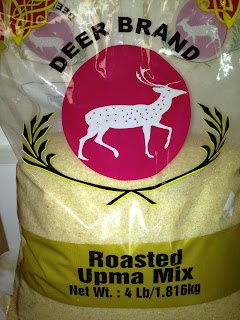 DEER BRAND
Roasted
Upma Mix
Net Wt. : 4 Lb/1.816kg